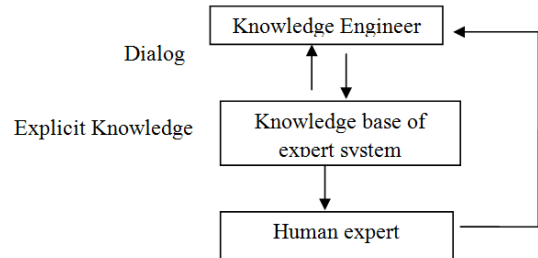 Knowledge Engineer
Dialog
Explicit Knowledge
Knowledge base of
expert system
Human expert